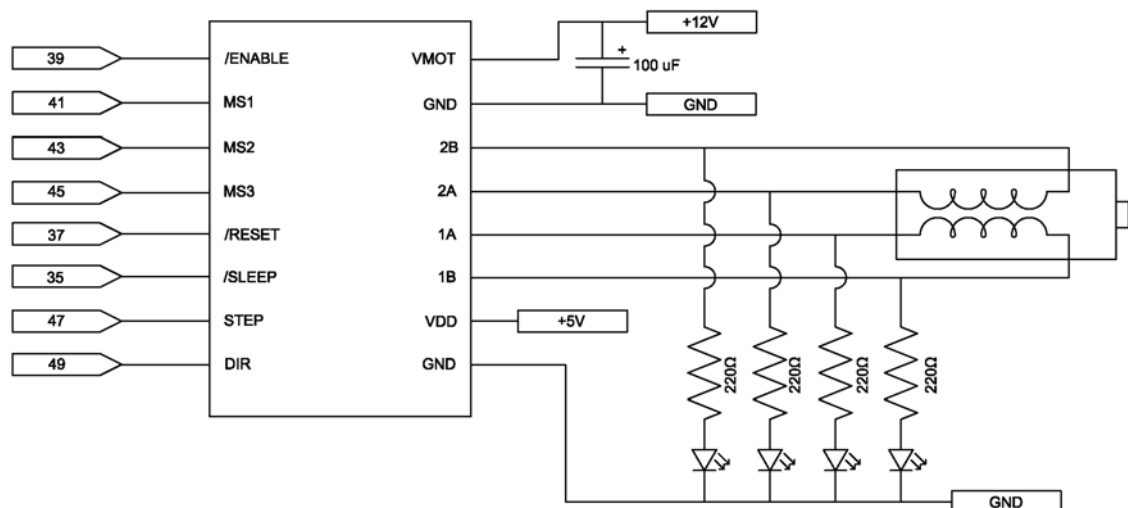 +12V
39
/ENABLE
VMOT
+
100 uF
41
MS1
GND
GND
43
MS2
2B
45
MS3
2A
37
/RESET
1A
35
/SLEEP
1B
47
STEP
VDD
+5V
49
DIR
GND
220Ω
220Ω
220Ω
220Ω
GND